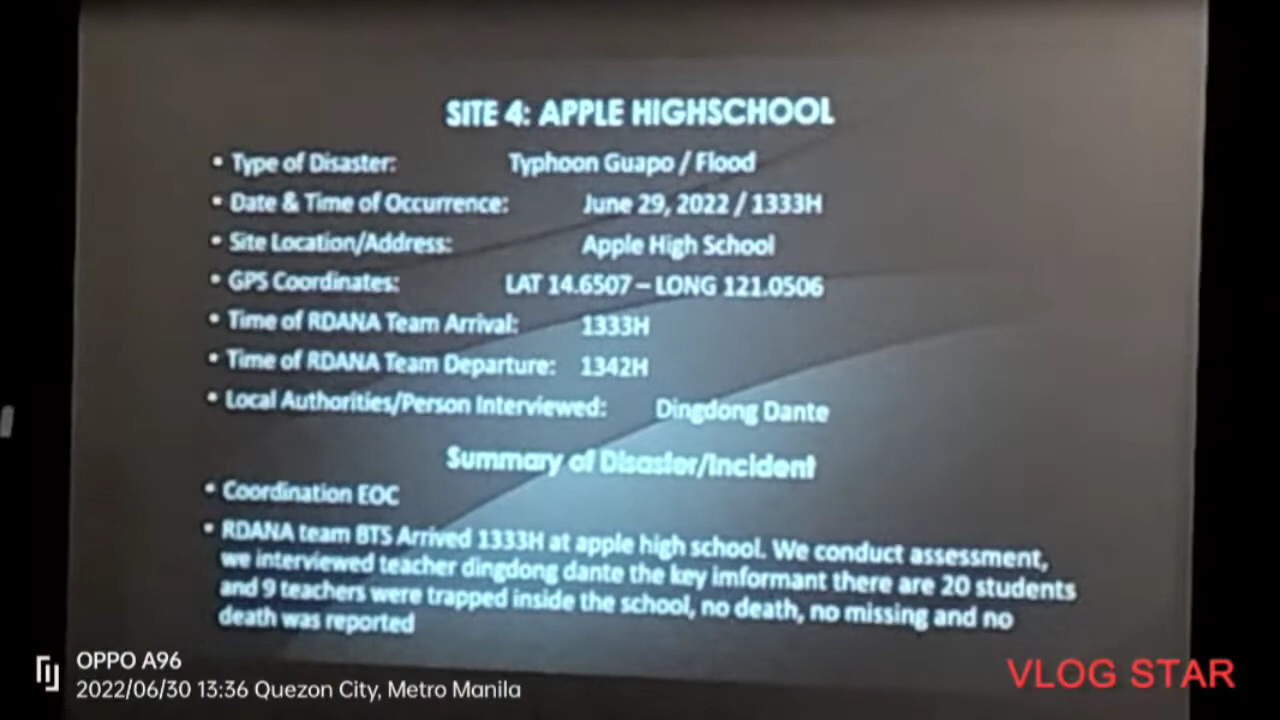 SITE 4: APPLE HIGHSCHOOL
• Type of Disaster: Typhoon Guapo / Flood
• Date & Time of Occurrence: June 29, 2022 / 1333H
• Site Location/Address: Apple High School
• GPS Coordinates: LAT 14.6507 – LONG 121.0506
• Time of RDANA Team Arrival: 1333H
• Time of RDANA Team Departure: 1342H
• Local Authorities/Person Interviewed: Dingdong Dante
Summary of Disaster/Incident
• Coordination EOC
• RDANA team BTS Arrived 1333H at apple high school. We conduct assessment,
we interviewed teacher dingdong dante the key imformant there are 20 students
and 9 teachers were trapped inside the school, no death, no missing and no
death was reported
OPPO A96
2022/06/30 13:36 Quezon City, Metro Manila
VLOG STAR